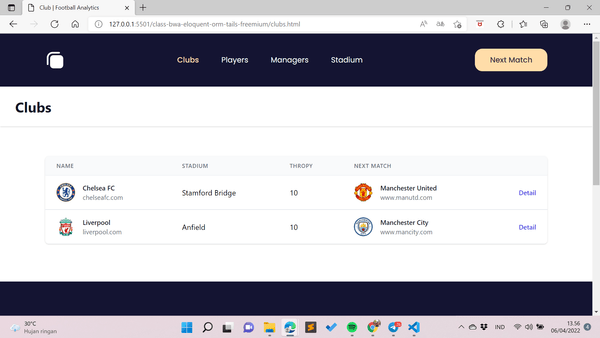 Club | Football Analytics
127.0.0.1:5501/class-bwa-eloquent-orm-tails-freemium/clubs.html
Clubs Players Managers Stadium Next Match
Clubs
NAME STADIUM THROPY NEXT MATCH
Chelsea FC
chelseafc.com
Stamford Bridge 10
Manchester United
www.manutd.com
Detail
Liverpool
liverpool.com
Anfield 10
Manchester City
www.mancity.com
Detail
30°C
Hujan ringan
IND
13.56
06/04/2022